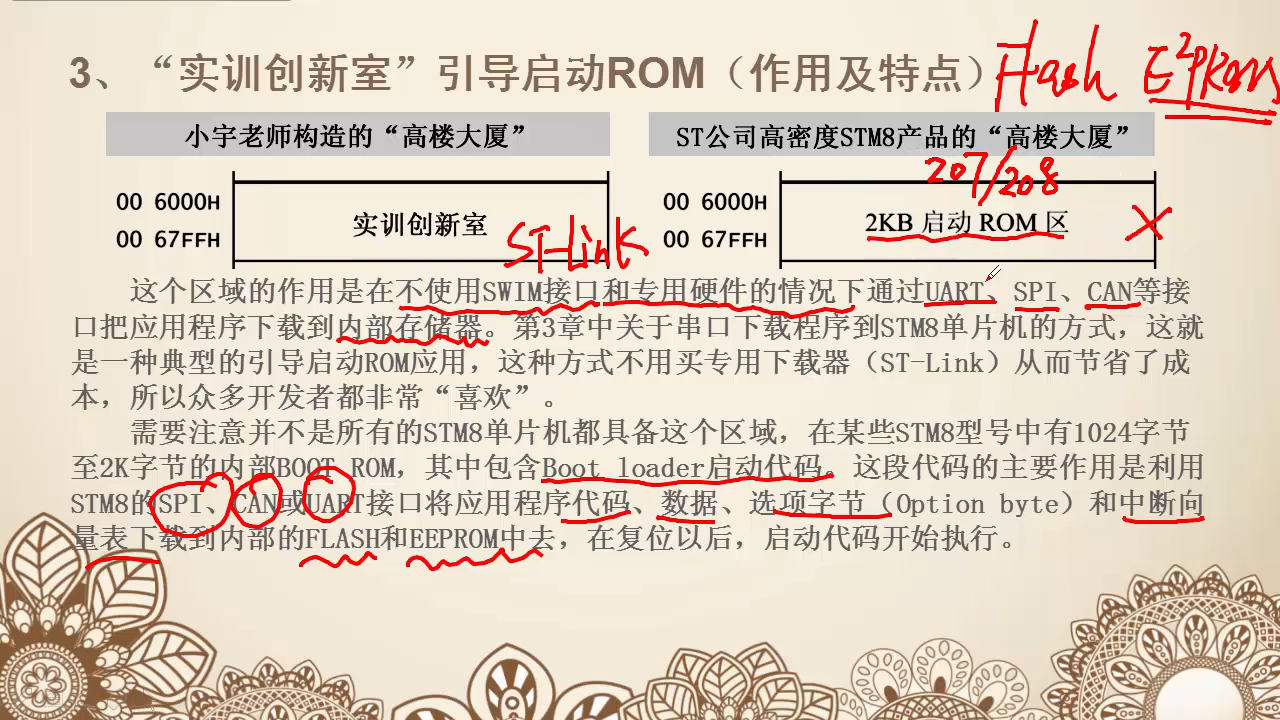 3、“实训创新室”引导启动ROM（作用及特点）
Flash E²PROM
小宇老师构造的“高楼大厦”
ST公司高密度STM8产品的“高楼大厦”
207/208
00 6000H
00 67FFH
实训创新室
ST-Link
00 6000H
00 67FFH
2KB 启动 ROM 区
X
这个区域的作用是在不使用SWIM接口和专用硬件的情况下通过UART、SPI、CAN等接
口把应用程序下载到内部存储器。第3章中关于串口下载程序到STM8单片机的方式，这就
是一种典型的引导启动ROM应用，这种方式不用买专用下载器（ST-Link）从而节省了成
本，所以众多开发者都非常“喜欢”。
需要注意并不是所有的STM8单片机都具备这个区域，在某些STM8型号中有1024字节
至2K字节的内部BOOT ROM，其中包含Boot loader启动代码。这段代码的主要作用是利用
STM8的SPI、CAN或UART接口将应用程序代码、数据、选项字节（Option byte）和中断向
量表下载到内部的FLASH和EEPROM中去，在复位以后，启动代码开始执行。